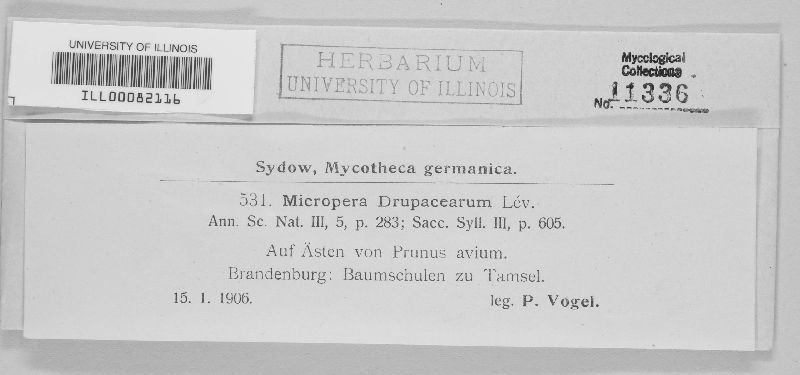 UNIVERSITY OF ILLINOIS
ILL00082116
HERBARIUM
UNIVERSITY OF ILLINOIS
Mycological
Collections
No. 11336
Sydow, Mycotheca germanica.
531. Micropera Drupacearum Lév.
Ann. Sc. Nat. III, 5, p. 283; Sacc. Syll. III, p. 605.
Auf Ästen von Prunus avium.
Brandenburg: Baumschulen zu Tamsel.
15. 1. 1906. leg. P. Vogel.